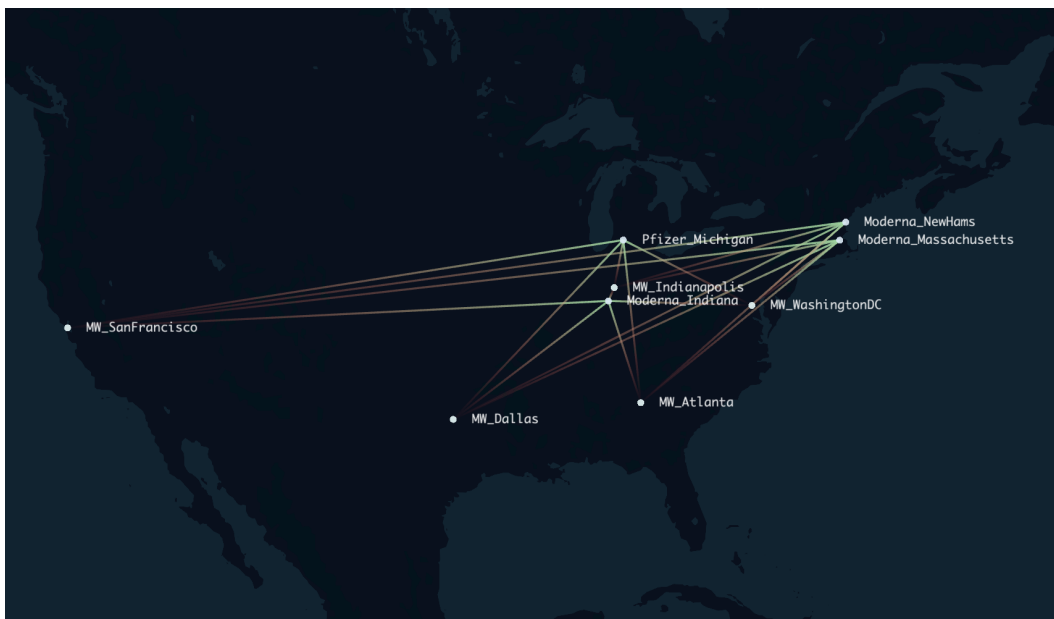 Moderna_NewHams
Pfizer_Michigan
Moderna_Massachusetts
MW_Indianapolis
Moderna_Indiana
MW_WashingtonDC
MW_SanFrancisco
MW_Atlanta
MW_Dallas